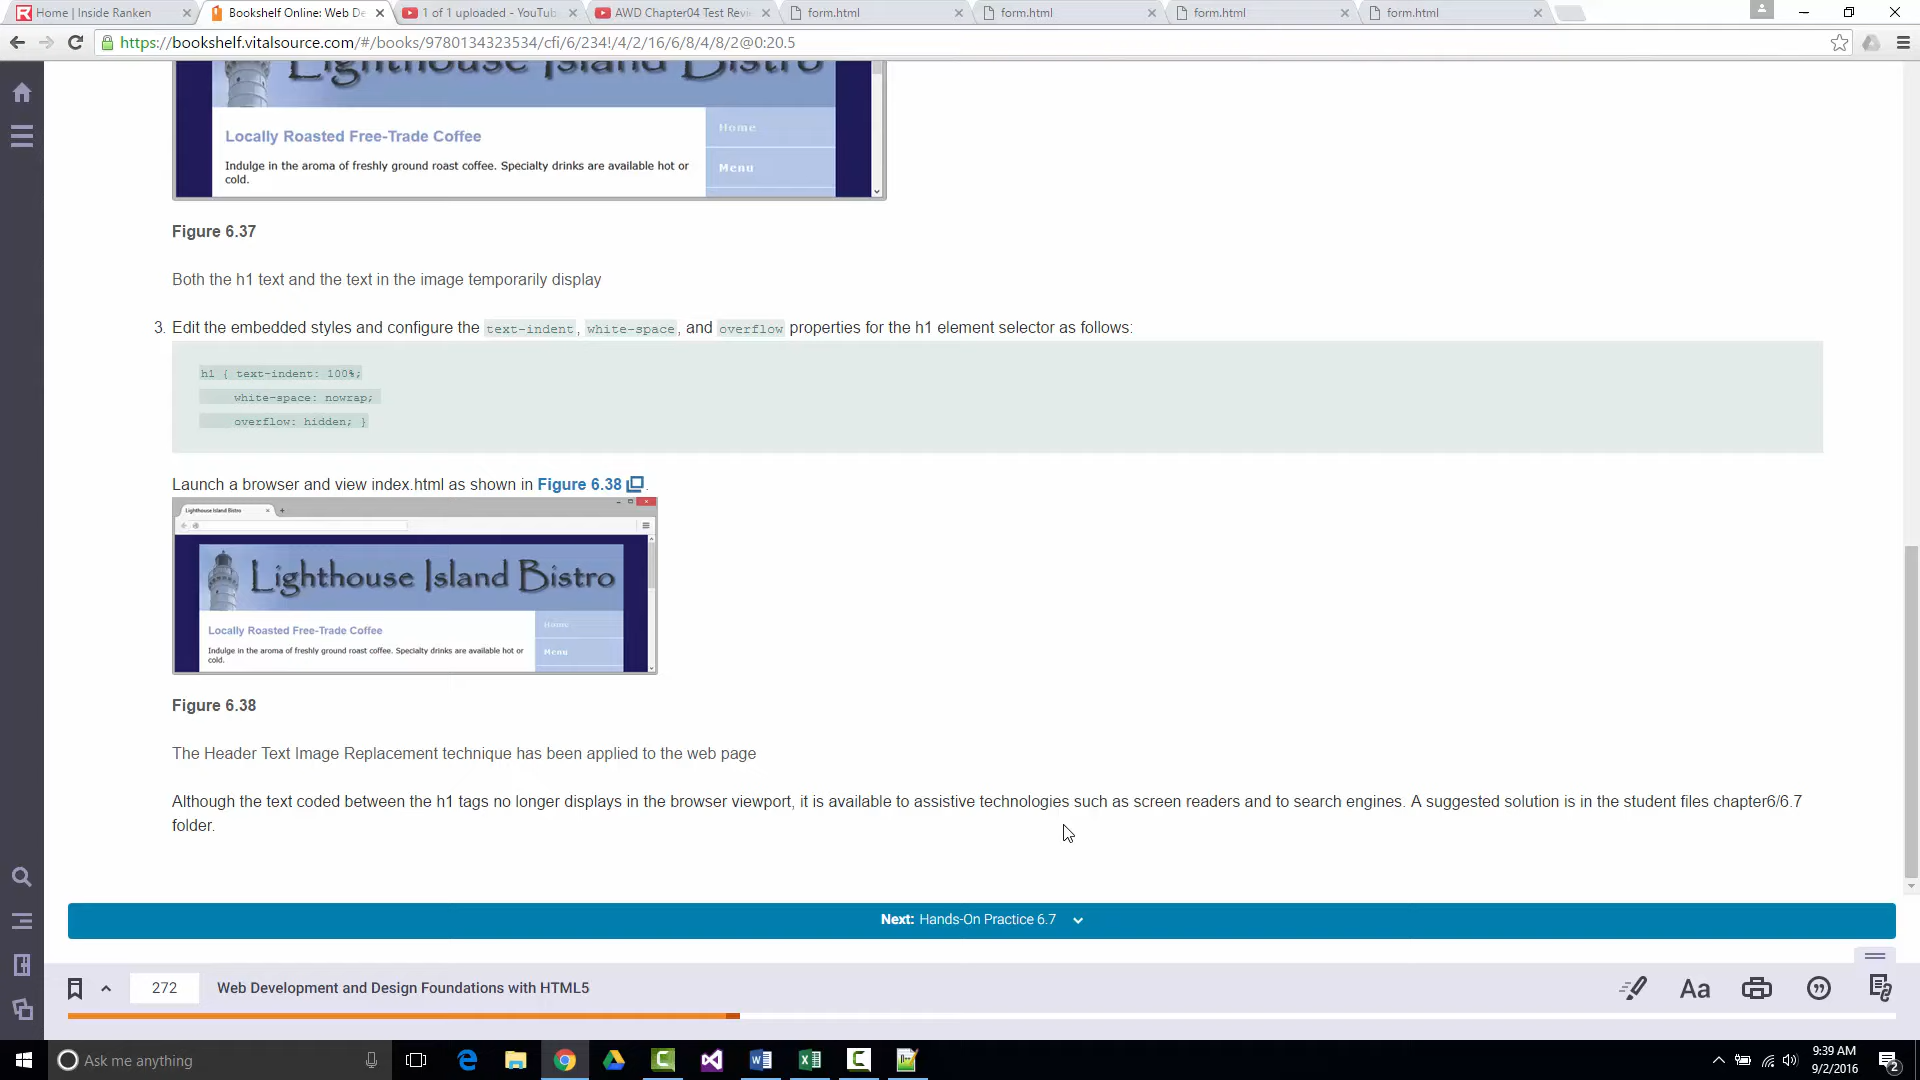 Home | Inside Ranken
Bookshelf Online: Web De
1 of 1 uploaded - YouTub
AWD Chapter04 Test Revi
form.html
form.html
form.html
form.html
https://bookshelf.vitalsource.com/#/books/9780134323534/cfi/6/234!/4/2/16/6/8/4/8/2@0:20.5
Lighthouse Island Bistro
Locally Roasted Free-Trade Coffee
Home
Indulge in the aroma of freshly ground roast coffee. Specialty drinks are available hot or
cold.
Menu
Figure 6.37
Both the h1 text and the text in the image temporarily display
3. Edit the embedded styles and configure the text-indent, white-space, and overflow properties for the h1 element selector as follows:
h1 { text-indent: 100%;
white-space: nowrap;
overflow: hidden; }
Launch a browser and view index.html as shown in Figure 6.38 .
Lighthouse Island Bistro
Lighthouse Island Bistro
Locally Roasted Free-Trade Coffee
Home
Indulge in the aroma of freshly ground roast coffee. Specialty drinks are available hot or
cold.
Menu
Figure 6.38
The Header Text Image Replacement technique has been applied to the web page
Although the text coded between the h1 tags no longer displays in the browser viewport, it is available to assistive technologies such as screen readers and to search engines. A suggested solution is in the student files chapter6/6.7
folder.
Next: Hands-On Practice 6.7
272
Web Development and Design Foundations with HTML5
Aa
Ask me anything
9:39 AM
9/2/2016
2